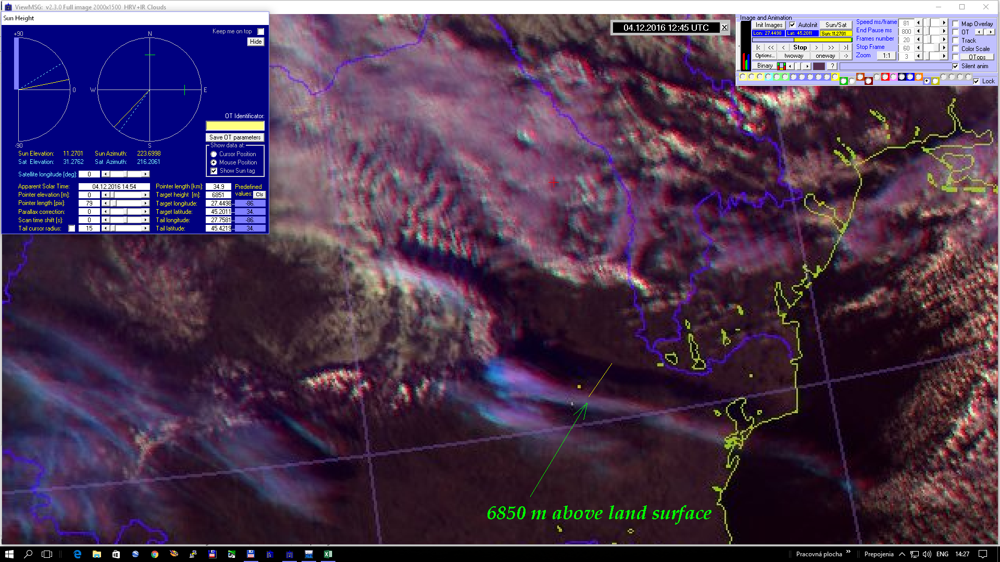 ViewMSG: v2.3.0 Full image 2000x1500 HRV+IR Clouds
Sun Height
Keep me on top
Hide
+90
0
-90
N
W
E
S
OT Identificator:
Save OT parameters
Show data at:
Cursor Position
Mouse Position
Show Sun tag
Sun Elevation: 11.2701 Sun Azimuth: 223.6998
Sat Elevation: 31.2762 Sat Azimuth: 216.2061
Satellite longitude [deg]: 0
Apparent Solar Time: 04.12.2016 14:54 Pointer length [km]: 34.9 Predefined
Pointer elevation [m]: 0 Target height [m]: 6851 values: Cls
Pointer length [pix]: 79 Target longitude: 27.4498 -86.
Parallax correction: 0 Target latitude: 45.2011 34.
Scan time shift [s]: 0 Tail longitude: 27.7581 -86.
Tail cursor radius: 15 Tail latitude: 45.4219 34.
04.12.2016 12:45 UTC X
Image and Animation
Init Images AutoInit Sun/Sat
Lon: 27.4498 Lat: 45.2011 Sun: 11.2701
|< << < Stop > >> >|
Options... twoway oneway ->
Binary ?
Speed ms/frame 81
End Pause ms 800
Frames number 20
Stop Frame 60
Zoom 1:1 3
Map Overlay
OT
Track
Color Scale
OTops
Silent anim
Lock
6850 m above land surface
Pracovná plocha » Prepojenia ENG 14:27